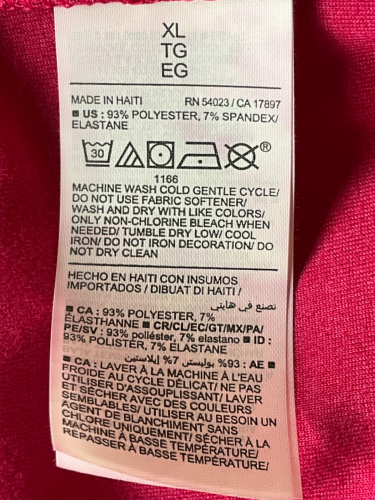 XL
TG
EG
MADE IN HAITI RN 54023 / CA 17897
■ US : 93% POLYESTER, 7% SPANDEX/
ELASTANE
30
®
1166
MACHINE WASH COLD GENTLE CYCLE/
DO NOT USE FABRIC SOFTENER/
WASH AND DRY WITH LIKE COLORS/
ONLY NON-CHLORINE BLEACH WHEN
NEEDED/ TUMBLE DRY LOW/ COOL
IRON/ DO NOT IRON DECORATION/ DO
NOT DRY CLEAN
HECHO EN HAITI CON INSUMOS
IMPORTADOS / DIBUAT DI HAITI / تصنع في هايتي
■ CA : 93% POLYESTER, 7%
ÉLASTHANNE ■ CR/CL/EC/GT/MX/PA/
PE/SV : 93% poliéster, 7% elastano ■ ID :
93% POLISTER, 7% ELASTANE
■ AE : 93% بوليستر, 7% إيلاستين
■ CA : LAVER À LA MACHINE À L'EAU
FROIDE AU CYCLE DÉLICAT/ NE PAS
UTILISER D'ASSOUPLISSANT/ LAVER
ET SÉCHER AVEC DES COULEURS
SEMBLABLES/ UTILISER AU BESOIN UN
AGENT DE BLANCHIMENT SANS
CHLORE UNIQUEMENT/ SÉCHER À LA
MACHINE À BASSE TEMPÉRATURE/
REPASSER À BASSE TEMPÉRATURE/